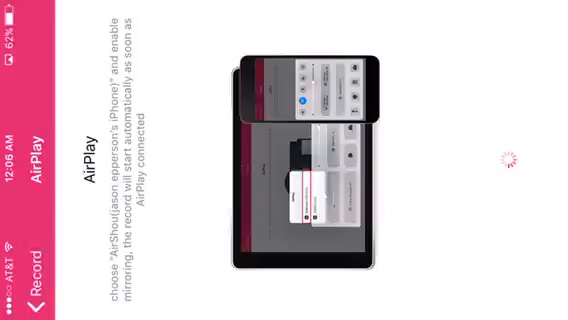 ●●●○○ AT&T 12:06 AM 62%
Record AirPlay
AirPlay
choose "AirShou(jason epperson's iPhone)" and enable
mirroring, the record will start automatically as soon as
AirPlay connected